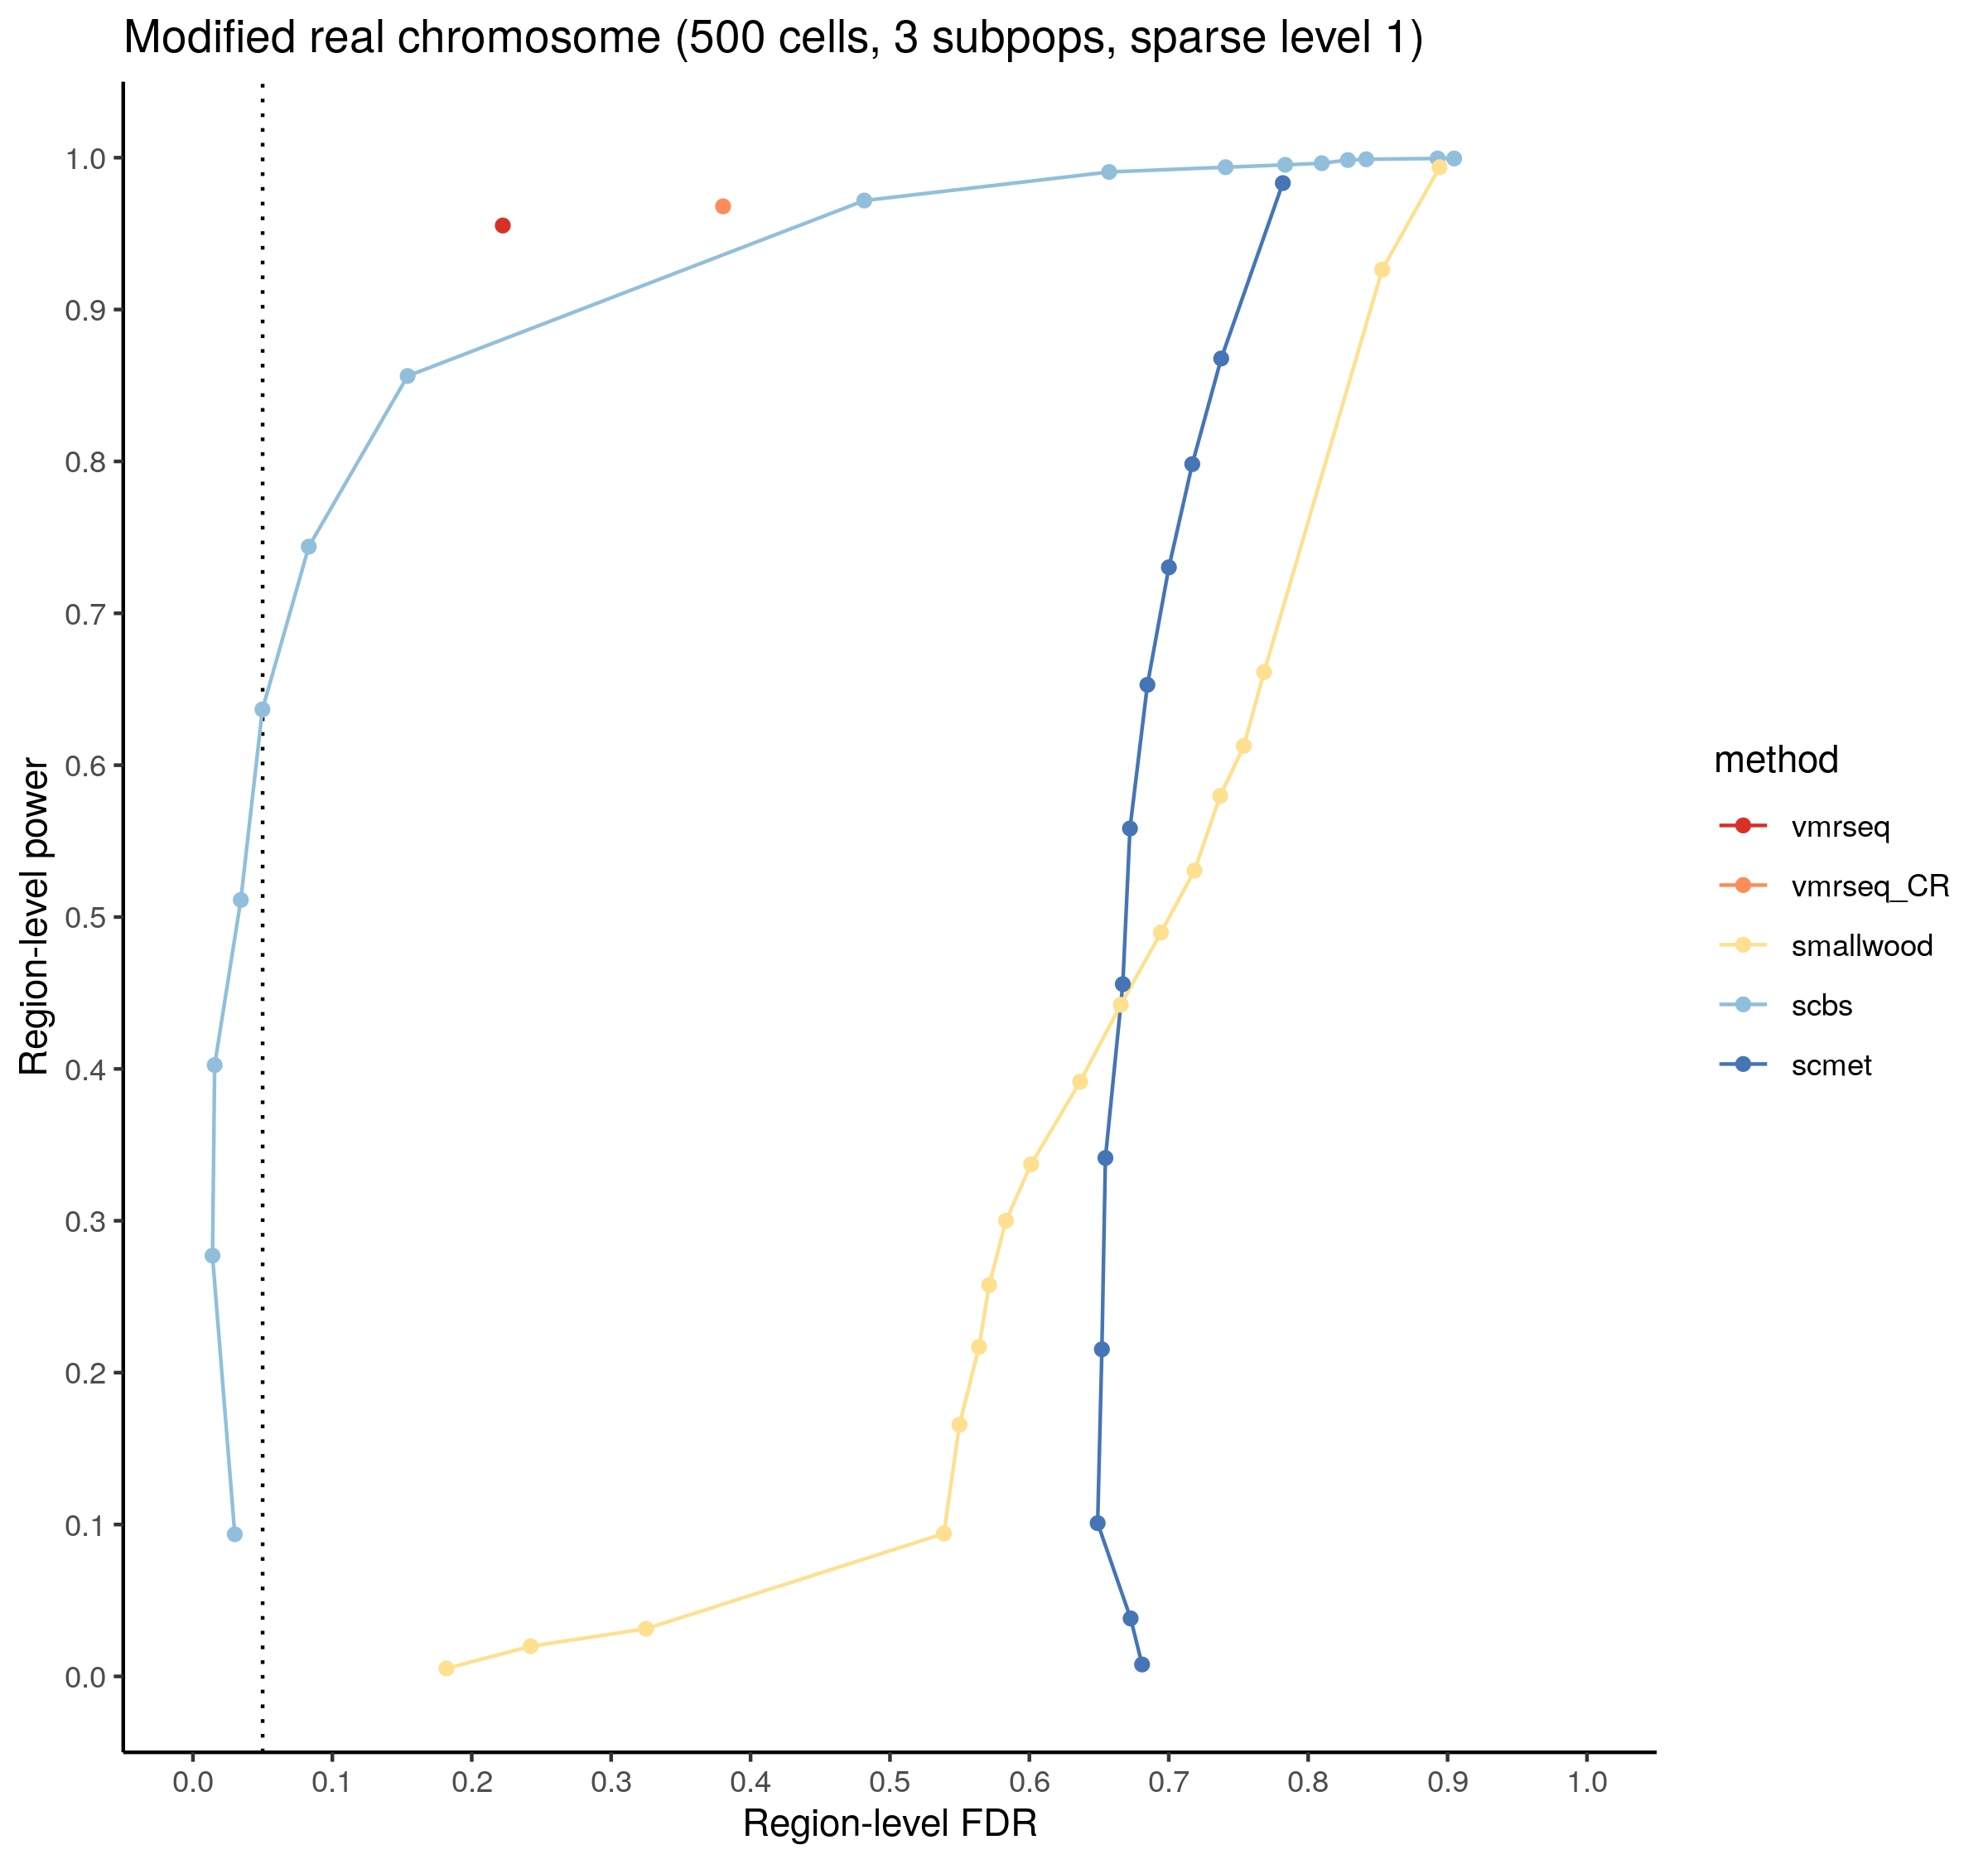 Modified real chromosome (500 cells, 3 subpops, sparse level 1)
1.0
0.9
0.8
0.7
0.6
0.5
0.4
0.3
0.2
0.1
0.0
Region-level power
0.0 0.1 0.2 0.3 0.4 0.5 0.6 0.7 0.8 0.9 1.0
Region-level FDR
method
vmrseq
vmrseq_CR
smallwood
scbs
scmet